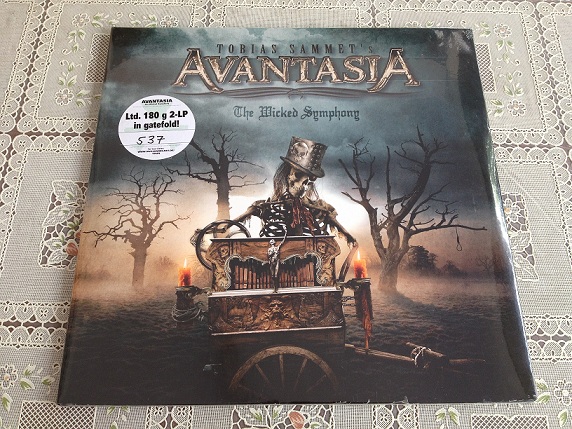 TOBIAS SAMMET'S
AVANTASIA
The Wicked Symphony
AVANTASIA
Ltd. 180 g 2-LP
in gatefold!
537